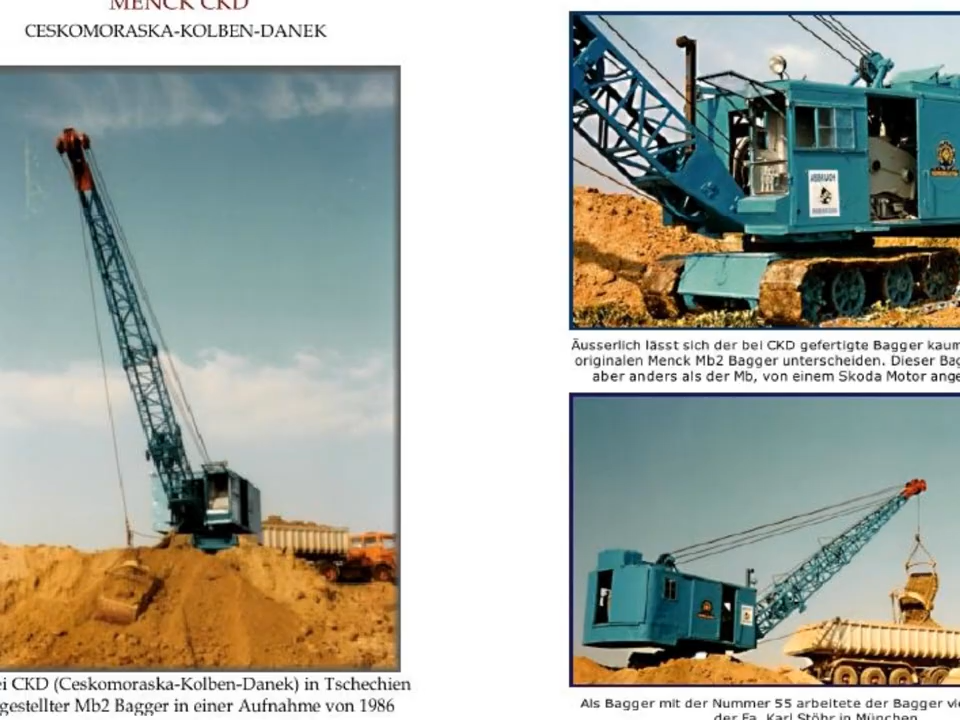 MENCK CKD
CESKOMORASKA-KOLBEN-DANEK
ei CKD (Ceskomoraska-Kolben-Danek) in Tschechien
gestellter Mb2 Bagger in einer Aufnahme von 1986
Äusserlich lässt sich der bei CKD gefertigte Bagger kaum
originalen Menck Mb2 Bagger unterscheiden. Dieser Bag
aber anders als der Mb, von einem Skoda Motor ange
Als Bagger mit der Nummer 55 arbeitete der Bagger vie
der Fa. Karl Stöhr in München